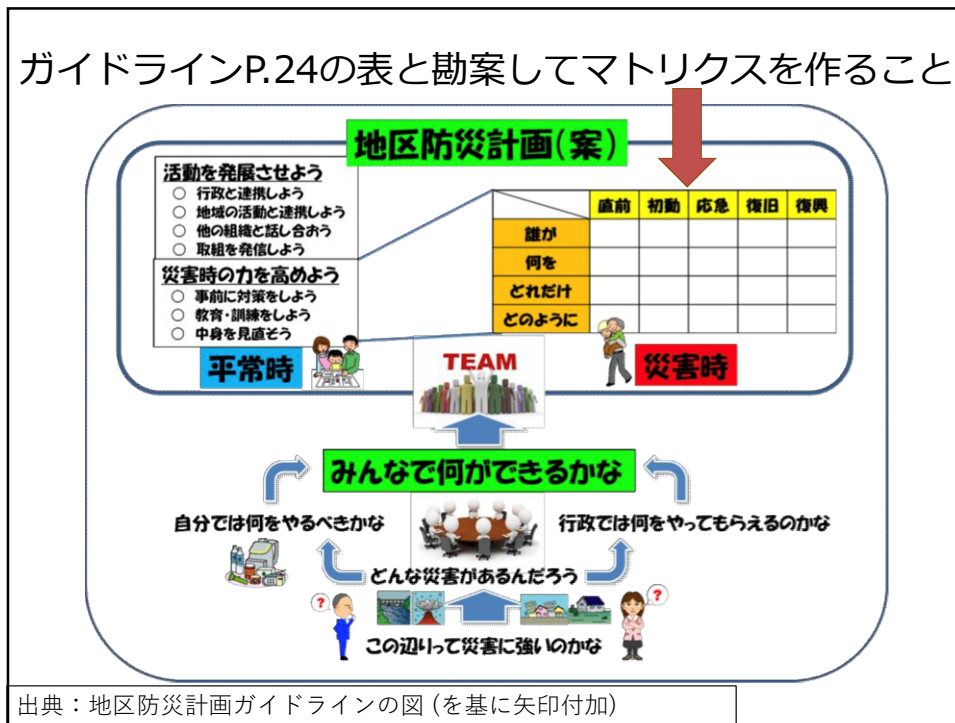 ガイドラインP.24の表と勘案してマトリクスを作ること
地区防災計画(案)
活動を発展させよう
○ 行政と連携しよう
○ 地域の活動と連携しよう
○ 他の組織と話し合おう
○ 取組を発信しよう
災害時の力を高めよう
○ 事前に対策をしよう
○ 教育・訓練をしよう
○ 中身を見直そう
平常時
直前 初動 応急 復旧 復興
誰が
何を
どれだけ
どのように
災害時
TEAM
みんなで何ができるかな
自分では何をやるべきかな
行政では何をやってもらえるのかな
どんな災害があるんだろう
?
?
この辺りって災害に強いのかな
出典：地区防災計画ガイドラインの図 (を基に矢印付加)